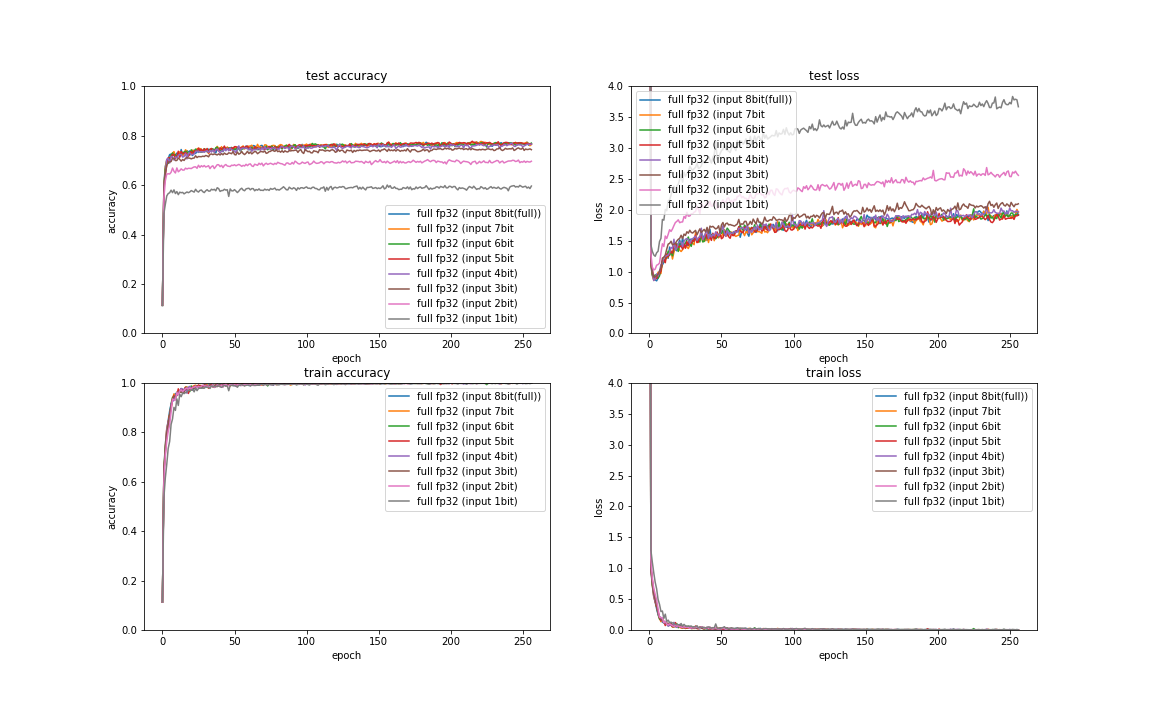 test accuracy
1.0
0.8
0.6
0.4
0.2
0.0
accuracy
0
50
100
150
200
250
epoch
full fp32 (input 8bit(full))
full fp32 (input 7bit
full fp32 (input 6bit
full fp32 (input 5bit
full fp32 (input 4bit)
full fp32 (input 3bit)
full fp32 (input 2bit)
full fp32 (input 1bit)
test loss
4.0
3.5
3.0
2.5
2.0
1.5
1.0
0.5
0.0
loss
0
50
100
150
200
250
epoch
full fp32 (input 8bit(full))
full fp32 (input 7bit
full fp32 (input 6bit
full fp32 (input 5bit
full fp32 (input 4bit)
full fp32 (input 3bit)
full fp32 (input 2bit)
full fp32 (input 1bit)
train accuracy
1.0
0.8
0.6
0.4
0.2
0.0
accuracy
0
50
100
150
200
250
epoch
full fp32 (input 8bit(full))
full fp32 (input 7bit
full fp32 (input 6bit
full fp32 (input 5bit
full fp32 (input 4bit)
full fp32 (input 3bit)
full fp32 (input 2bit)
full fp32 (input 1bit)
train loss
4.0
3.5
3.0
2.5
2.0
1.5
1.0
0.5
0.0
loss
0
50
100
150
200
250
epoch
full fp32 (input 8bit(full))
full fp32 (input 7bit
full fp32 (input 6bit
full fp32 (input 5bit
full fp32 (input 4bit)
full fp32 (input 3bit)
full fp32 (input 2bit)
full fp32 (input 1bit)